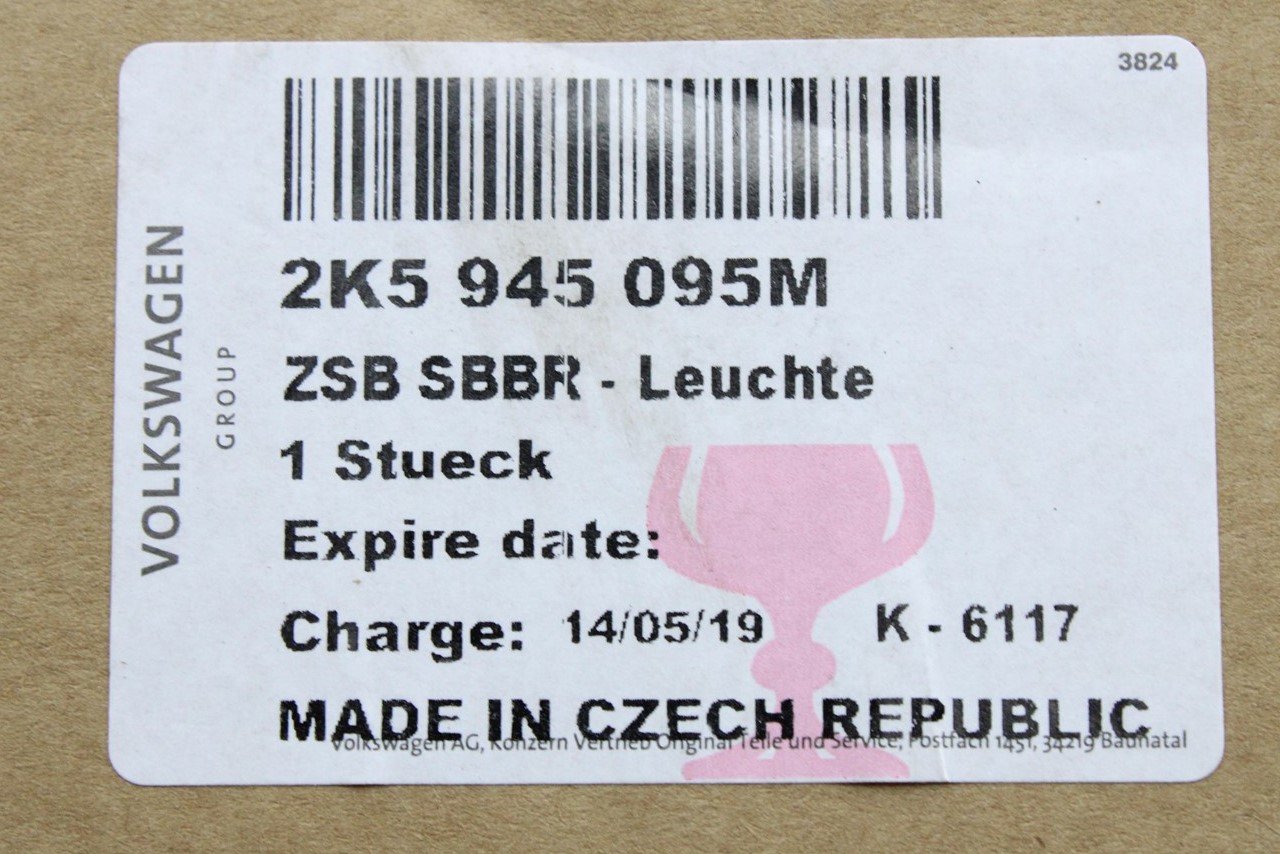 3824
VOLKSWAGEN
GROUP
2K5 945 095M
ZSB SBBR - Leuchte
1 Stueck
Expire date:
Charge: 14/05/19 K - 6117
MADE IN CZECH REPUBLIC
Volkswagen AG, Konzern Vertrieb Original Teile und Service, Postfach 1451, 34219 Baunatal